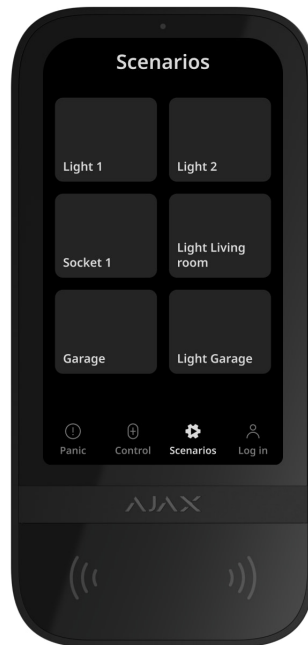 Scenarios
Light 1
Light 2
Socket 1
Light Living
room
Garage
Light Garage
Panic
Control
Scenarios
Log in
AJAX